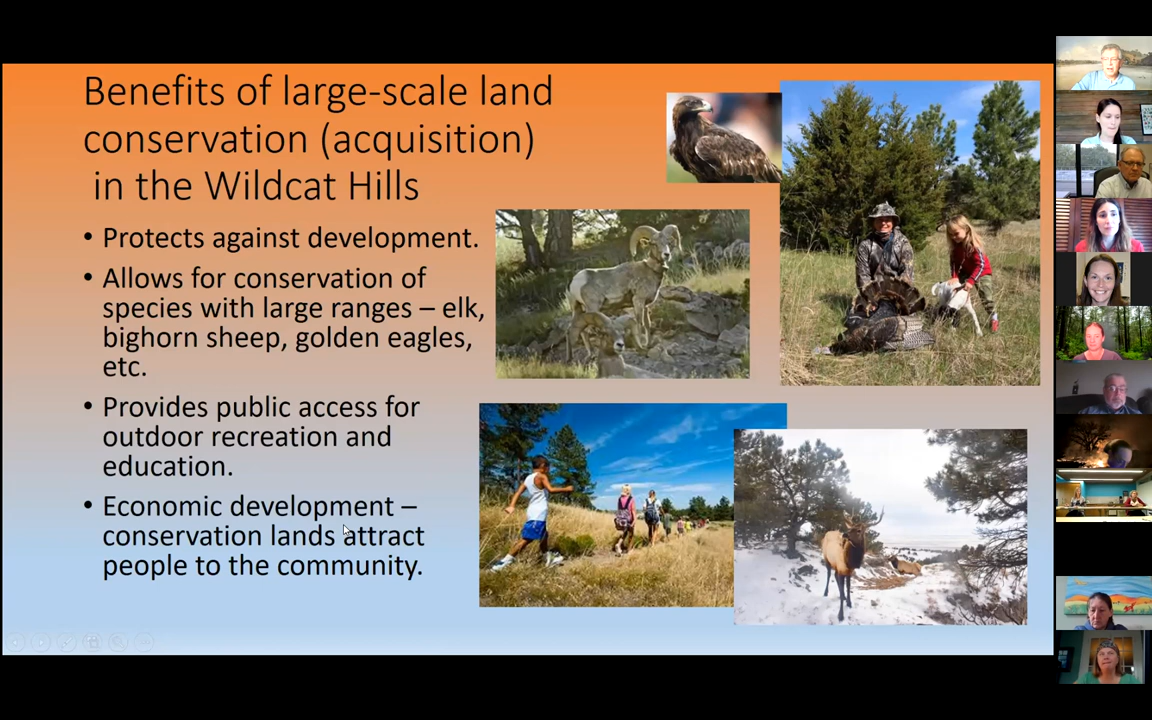 Benefits of large-scale land
conservation (acquisition)
in the Wildcat Hills
• Protects against development.
• Allows for conservation of
species with large ranges – elk,
bighorn sheep, golden eagles,
etc.
• Provides public access for
outdoor recreation and
education.
• Economic development –
conservation lands attract
people to the community.